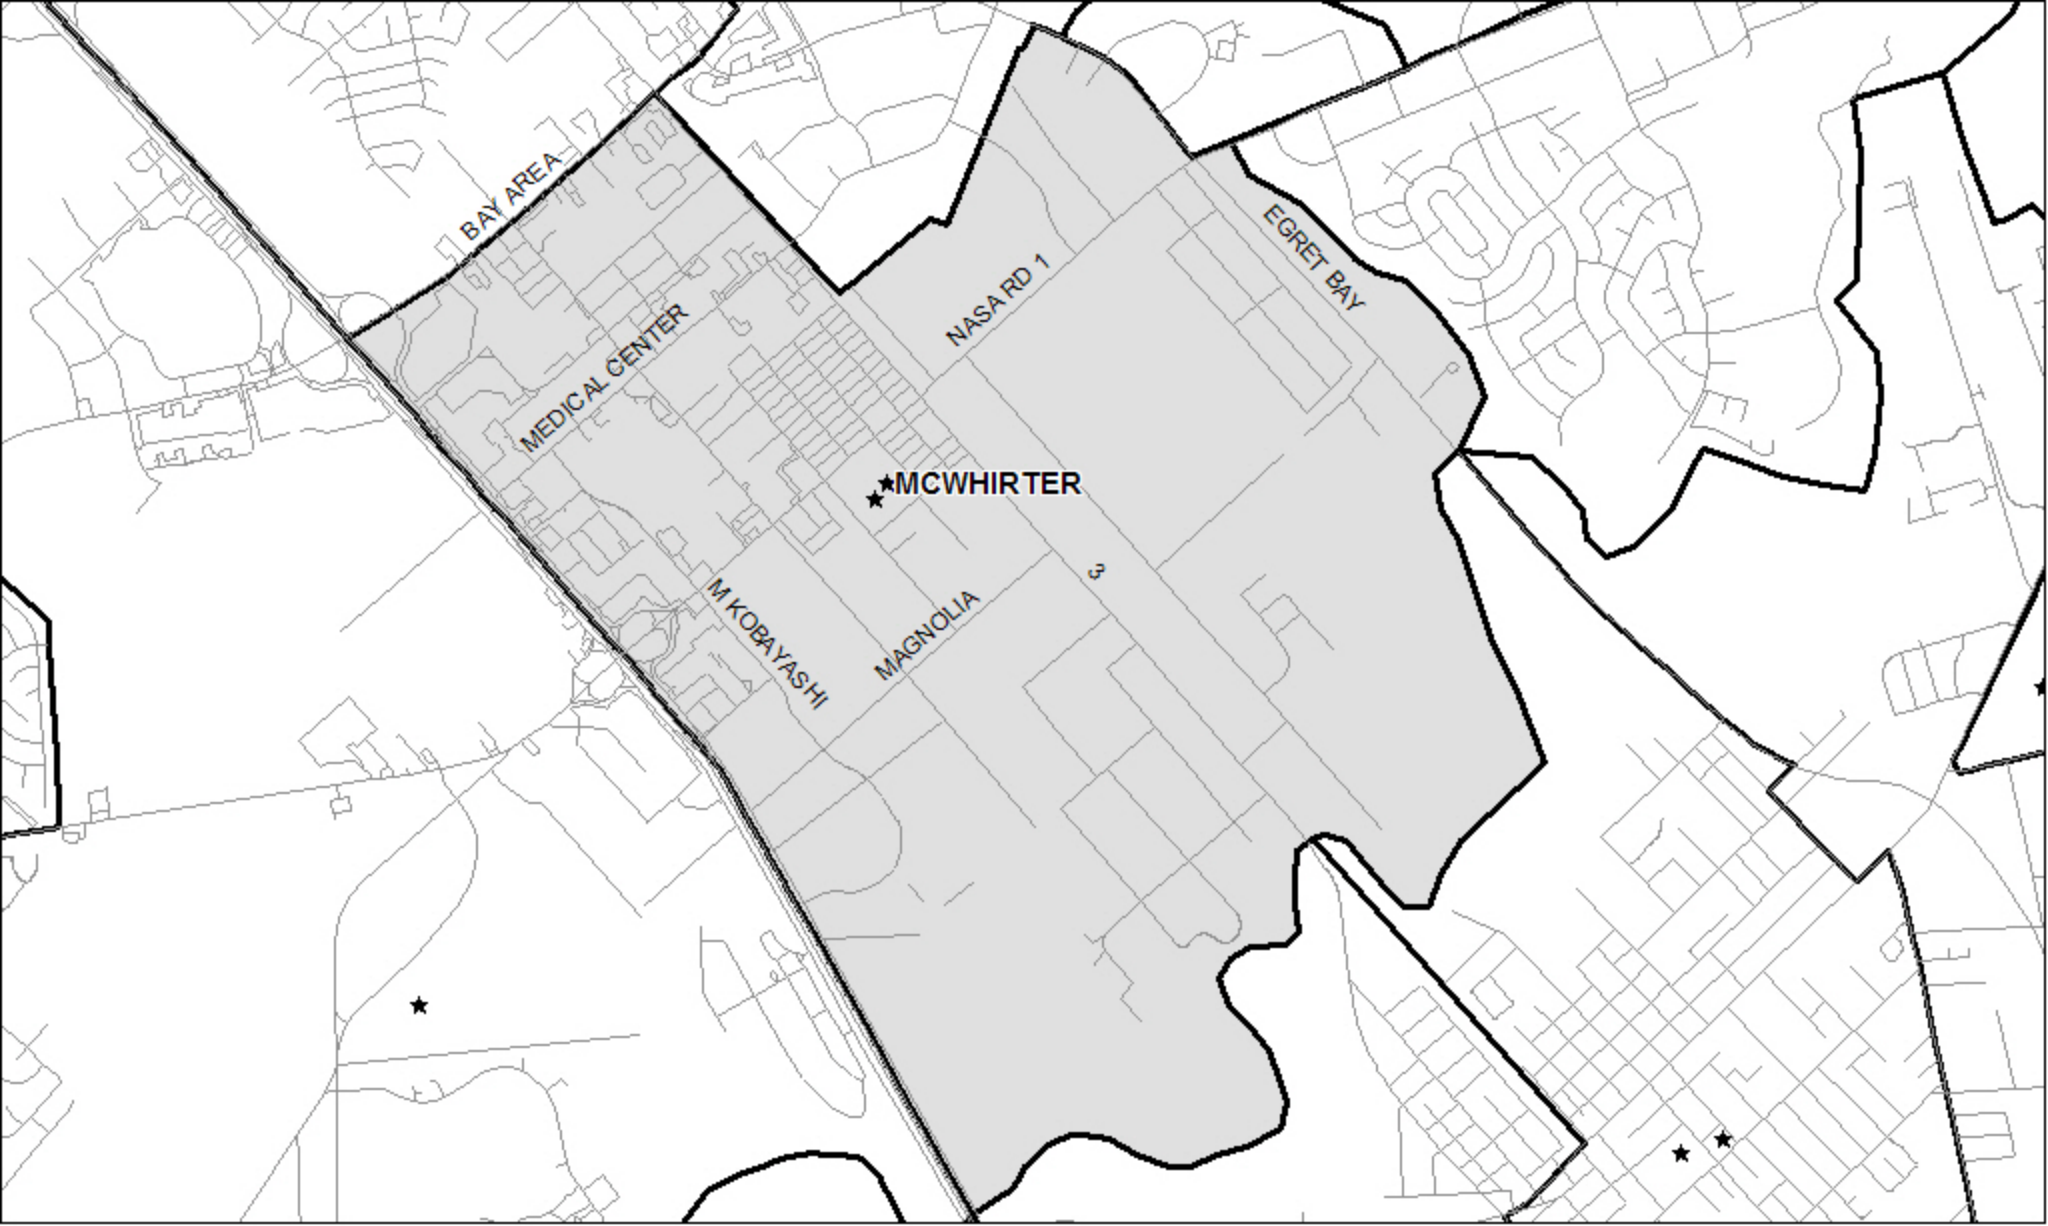 BAY AREA
EGRET BAY
NASA RD 1
MEDICAL CENTER
MCWHIRTER
3
M KOBAYASHI
MAGNOLIA